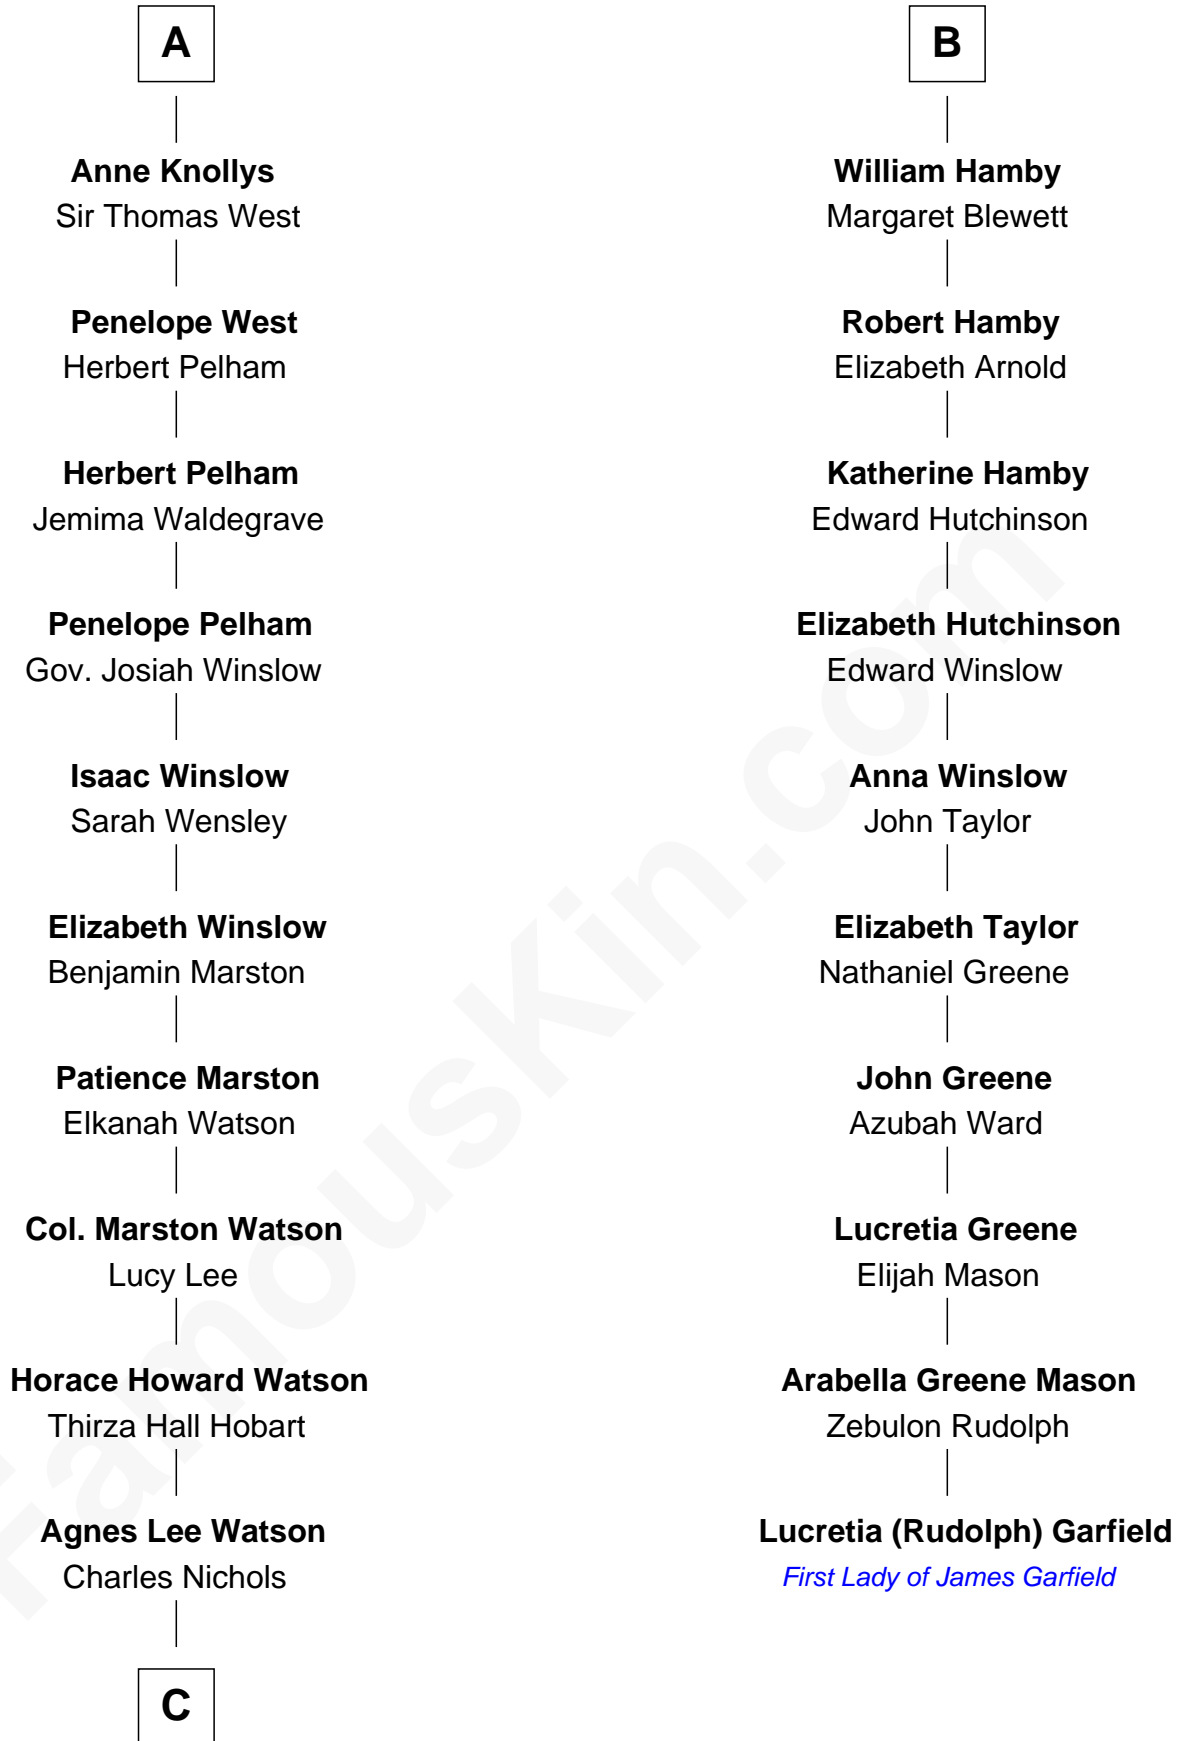 A
Anne Knollys
Sir Thomas West
Penelope West
Herbert Pelham
Herbert Pelham
Jemima Waldegrave
Penelope Pelham
Gov. Josiah Winslow
Isaac Winslow
Sarah Wensley
Elizabeth Winslow
Benjamin Marston
Patience Marston
Elkanah Watson
Col. Marston Watson
Lucy Lee
Horace Howard Watson
Thirza Hall Hobart
Agnes Lee Watson
Charles Nichols
C
B
William Hamby
Margaret Blewett
Robert Hamby
Elizabeth Arnold
Katherine Hamby
Edward Hutchinson
Elizabeth Hutchinson
Edward Winslow
Anna Winslow
John Taylor
Elizabeth Taylor
Nathaniel Greene
John Greene
Azubah Ward
Lucretia Greene
Elijah Mason
Arabella Greene Mason
Zebulon Rudolph
Lucretia (Rudolph) Garfield
First Lady of James Garfield
FamousKin.com